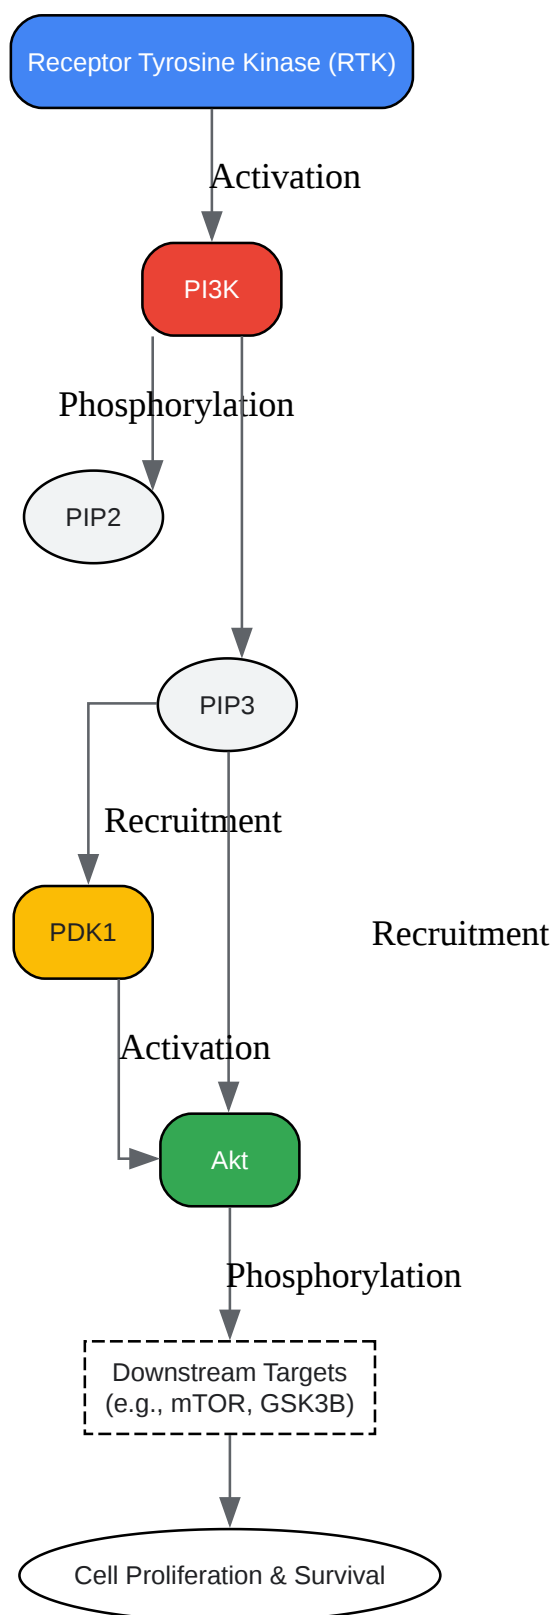 Receptor Tyrosine Kinase (RTK)
Activation
PI3K
Phosphorylation
PIP2
PIP3
Recruitment
PDK1
Recruitment
Activation
Akt
Phosphorylation
Downstream Targets
(e.g., mTOR, GSK3B)
Cell Proliferation & Survival